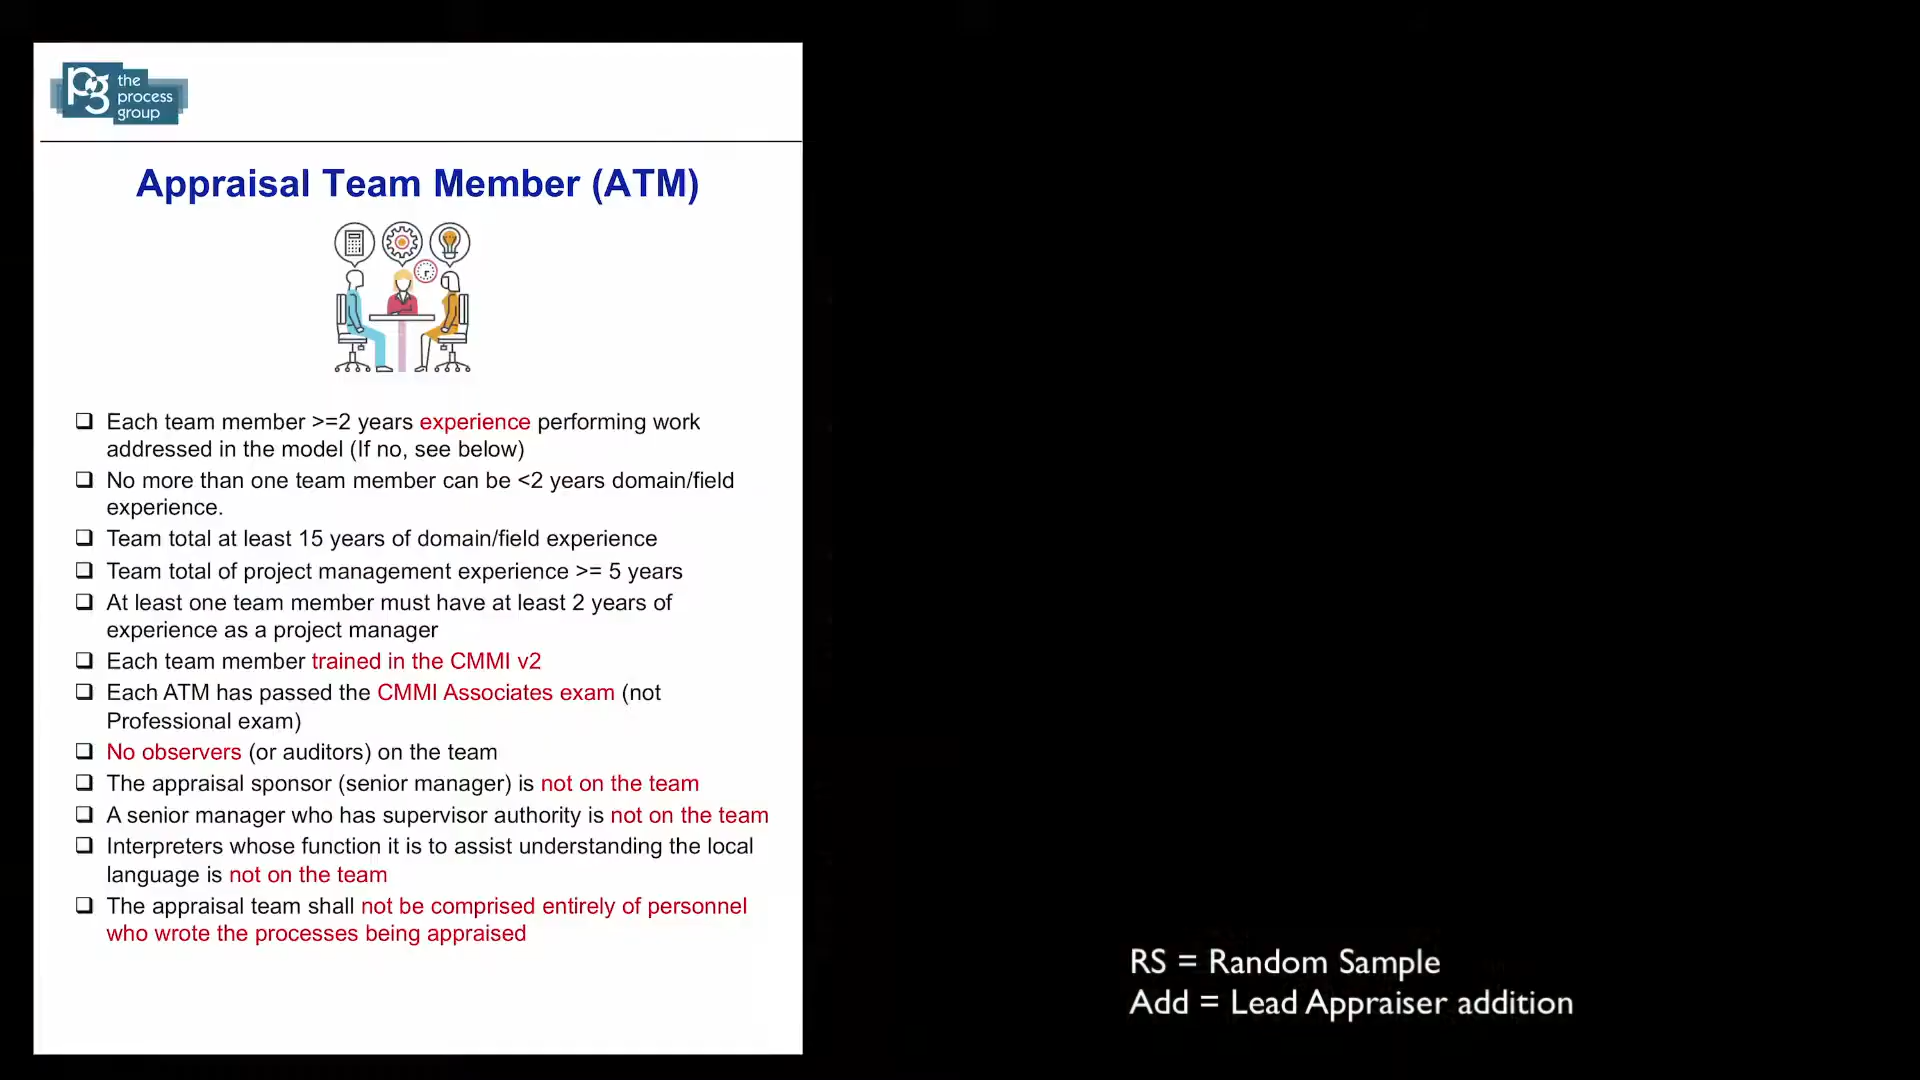 pg the
process
group
Appraisal Team Member (ATM)
❑ Each team member >=2 years experience performing work
addressed in the model (If no, see below)
❑ No more than one team member can be <2 years domain/field
experience.
❑ Team total at least 15 years of domain/field experience
❑ Team total of project management experience >= 5 years
❑ At least one team member must have at least 2 years of
experience as a project manager
❑ Each team member trained in the CMMI v2
❑ Each ATM has passed the CMMI Associates exam (not
Professional exam)
❑ No observers (or auditors) on the team
❑ The appraisal sponsor (senior manager) is not on the team
❑ A senior manager who has supervisor authority is not on the team
❑ Interpreters whose function it is to assist understanding the local
language is not on the team
❑ The appraisal team shall not be comprised entirely of personnel
who wrote the processes being appraised
RS = Random Sample
Add = Lead Appraiser addition